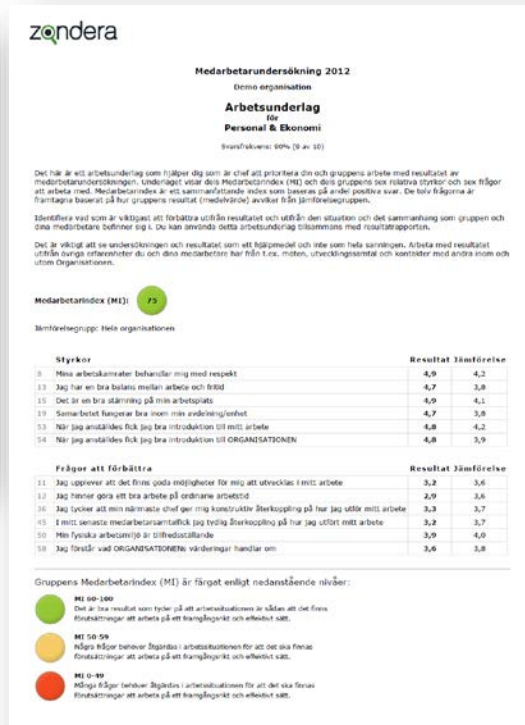 zondera
Medarbetarundersökning 2012
Demo organisation
Arbetsunderlag
för
Personal & Ekonomi
Svarsfrekvens: 90% (9 av 10)
Det här är ett arbetsunderlag som hjälper dig som är chef att prioritera din och gruppens arbete med resultatet av
medarbetarundersökningen. Underlaget visar dels Medarbetarindex (MI) och dels gruppens sex relativa styrkor och sex frågor
att arbeta med. Medarbetarindex är ett sammanfattande index som baseras på andel positiva svar. De tolv frågorna är
framtagna baserat på hur gruppens resultat (medelvärde) avviker från jämförelsegruppen.
Identifiera vad som är viktigast att förbättra utifrån resultatet och utifrån den situation och det sammanhang som gruppen och
dina medarbetare befinner sig i. Du kan använda detta arbetsunderlag tillsammans med resultatrapporten.
Det är viktigt att se undersökningen och resultatet som ett hjälpmedel och inte som hela sanningen. Arbeta med resultatet
utifrån övriga erfarenheter du och dina medarbetare har från t.ex. möten, utvecklingssamtal och kontakter med andra inom och
utom Organisationen.
Medarbetarindex (MI): 75
Jämförelsegrupp: Hela organisationen
Styrkor Resultat Jämförelse
8 Mina arbetskamrater behandlar mig med respekt 4,9 4,2
13 Jag har en bra balans mellan arbete och fritid 4,7 3,8
15 Det är en bra stämning på min arbetsplats 4,9 4,1
19 Samarbetet fungerar bra inom min avdelning/enhet 4,7 3,8
53 När jag anställdes fick jag bra introduktion till mitt arbete 4,8 4,2
54 När jag anställdes fick jag bra introduktion till ORGANISATIONEN 4,8 3,9
Frågor att förbättra Resultat Jämförelse
11 Jag upplever att det finns goda möjligheter för mig att utvecklas i mitt arbete 3,2 3,6
12 Jag hinner göra ett bra arbete på ordinarie arbetstid 2,9 3,6
36 Jag tycker att min närmaste chef ger mig konstruktiv återkoppling på hur jag utför mitt arbete 3,3 3,7
45 I mitt senaste medarbetarsamtalfick jag tydlig återkoppling på hur jag utfört mitt arbete 3,2 3,7
50 Min fysiska arbetsmiljö är tillfredsställande 3,9 4,0
58 Jag förstår vad ORGANISATIONENs värderingar handlar om 3,6 3,8
Gruppens Medarbetarindex (MI) är färgat enligt nedanstående nivåer:
MI 60-100
Det är bra resultat som tyder på att arbetssituationen är sådan att det finns
förutsättningar att arbeta på ett framgångsrikt och effektivt sätt.
MI 50-59
Några frågor behöver åtgärdas i arbetssituationen för att det ska finnas
förutsättningar att arbeta på ett framgångsrikt och effektivt sätt.
MI 0-49
Många frågor behöver åtgärdas i arbetssituationen för att det ska finnas
förutsättningar att arbeta på ett framgångsrikt och effektivt sätt.